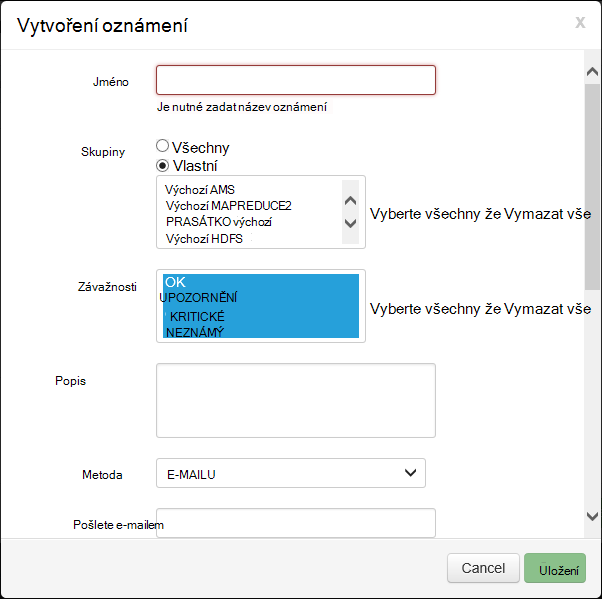 Vytvoření oznámení x
Jméno
Je nutné zadat název oznámení
Skupiny
Všechny
Vlastní
Výchozí AMS
Výchozí MAPREDUCE2
PRASÁTKO výchozí
Výchozí HDFS
Vyberte všechny že Vymazat vše
Závažnosti
OK
UPOZORNĚNÍ
KRITICKÉ
NEZNÁMÝ
Vyberte všechny že Vymazat vše
Popis
Metoda
E-MAILU
Pošlete e-mailem
Cancel Uložení